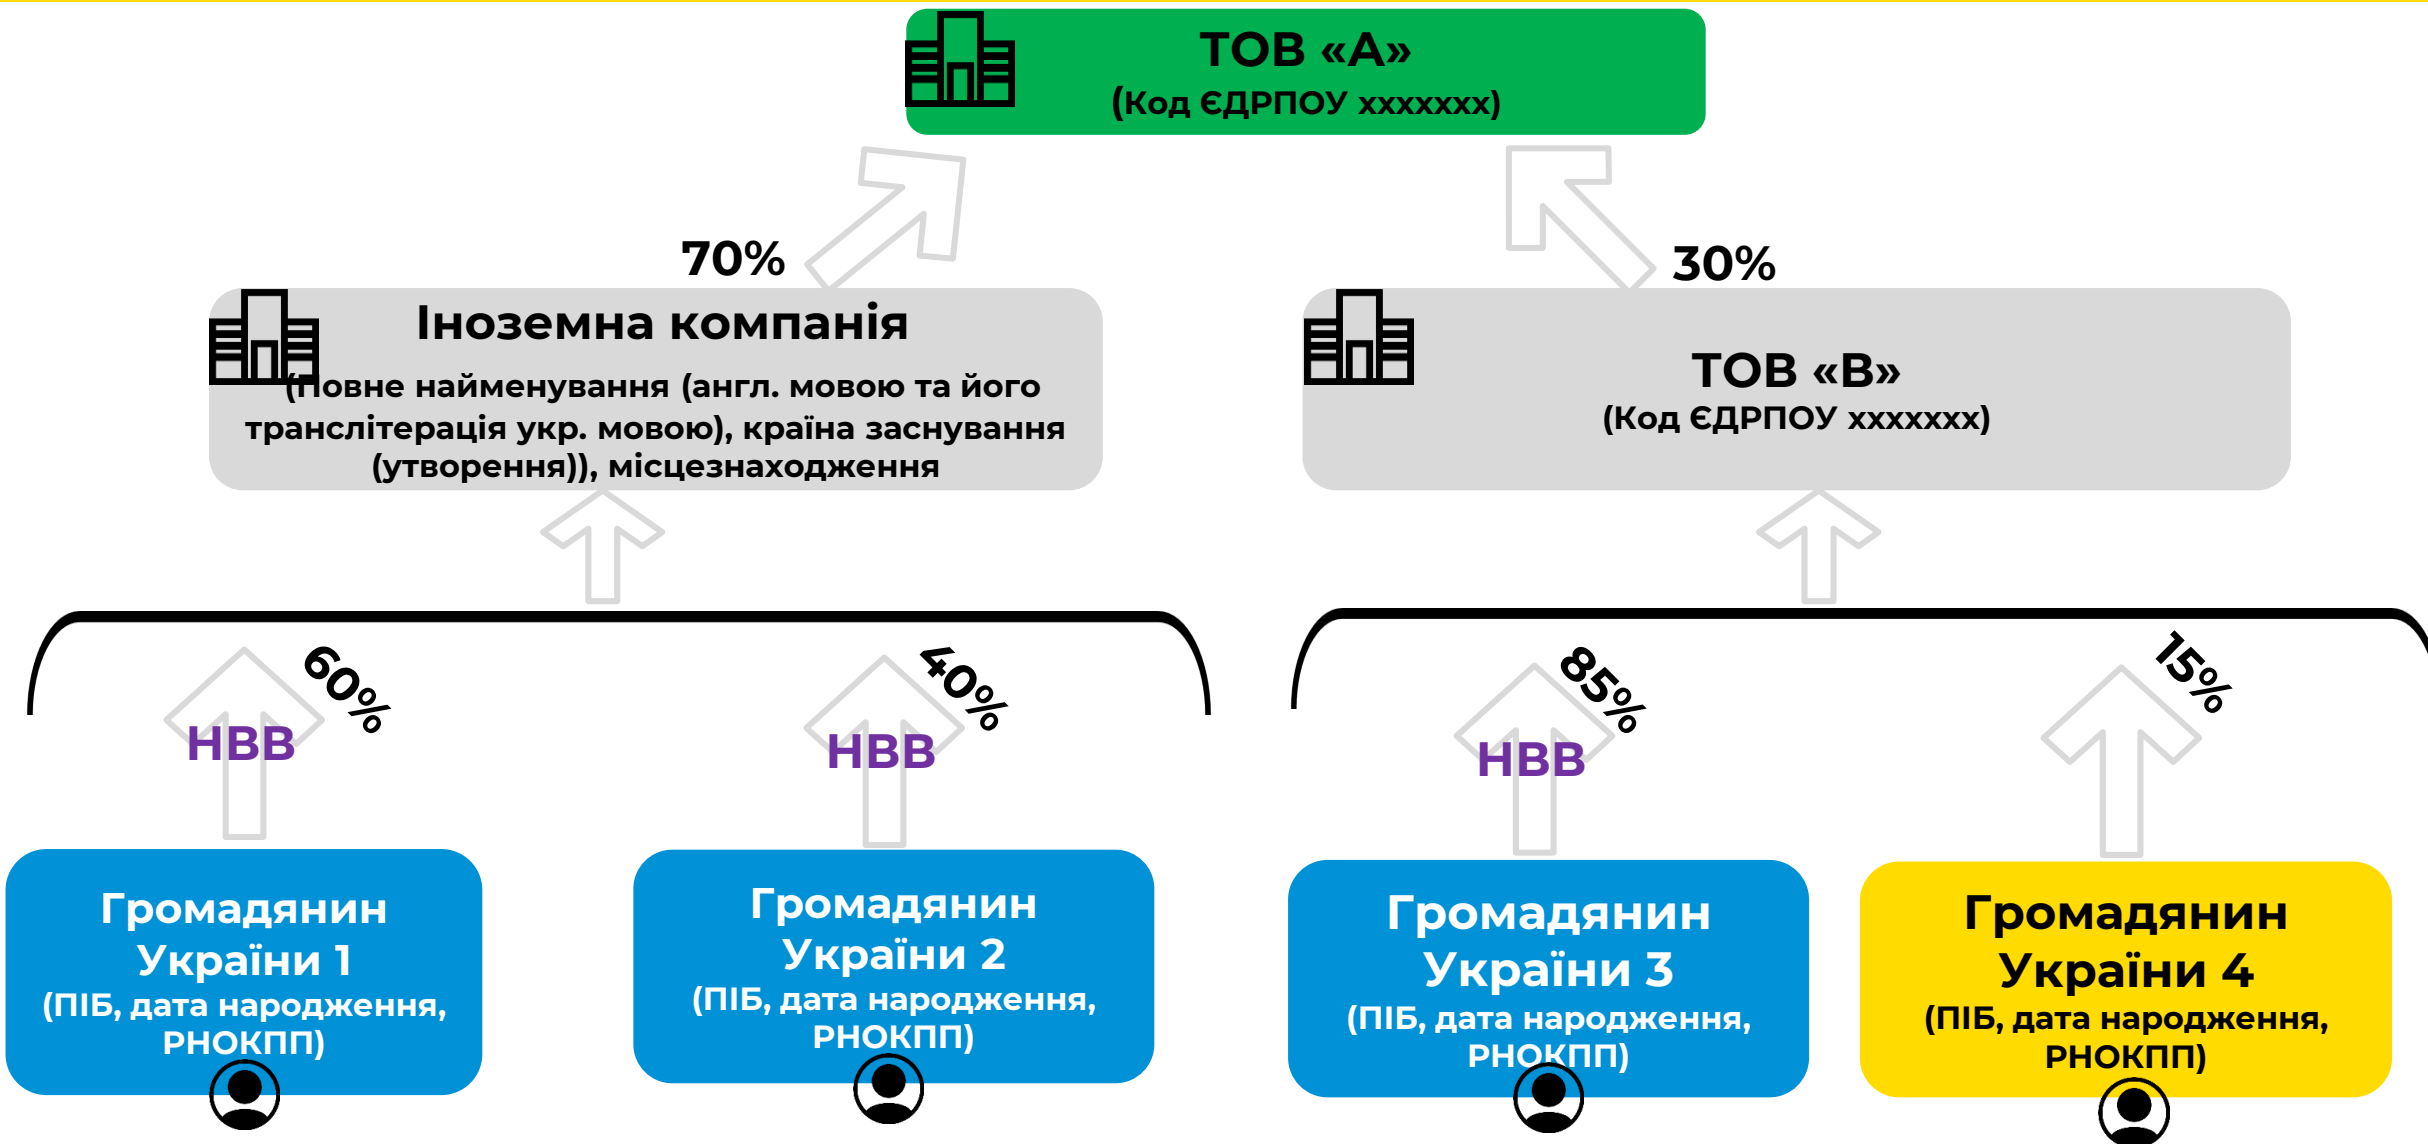 ТОВ «А»
(Код ЄДРПОУ xxxxxxx)
70%
30%
Іноземна компанія
(Повне найменування (англ. мовою та його
транслітерація укр. мовою), країна заснування
(утворення)), місцезнаходження
ТОВ «В»
(Код ЄДРПОУ xxxxxxx)
60%
НВВ
40%
НВВ
85%
НВВ
15%
Громадянин
України 1
(ПІБ, дата народження,
РНОКПП)
Громадянин
України 2
(ПІБ, дата народження,
РНОКПП)
Громадянин
України 3
(ПІБ, дата народження,
РНОКПП)
Громадянин
України 4
(ПІБ, дата народження,
РНОКПП)